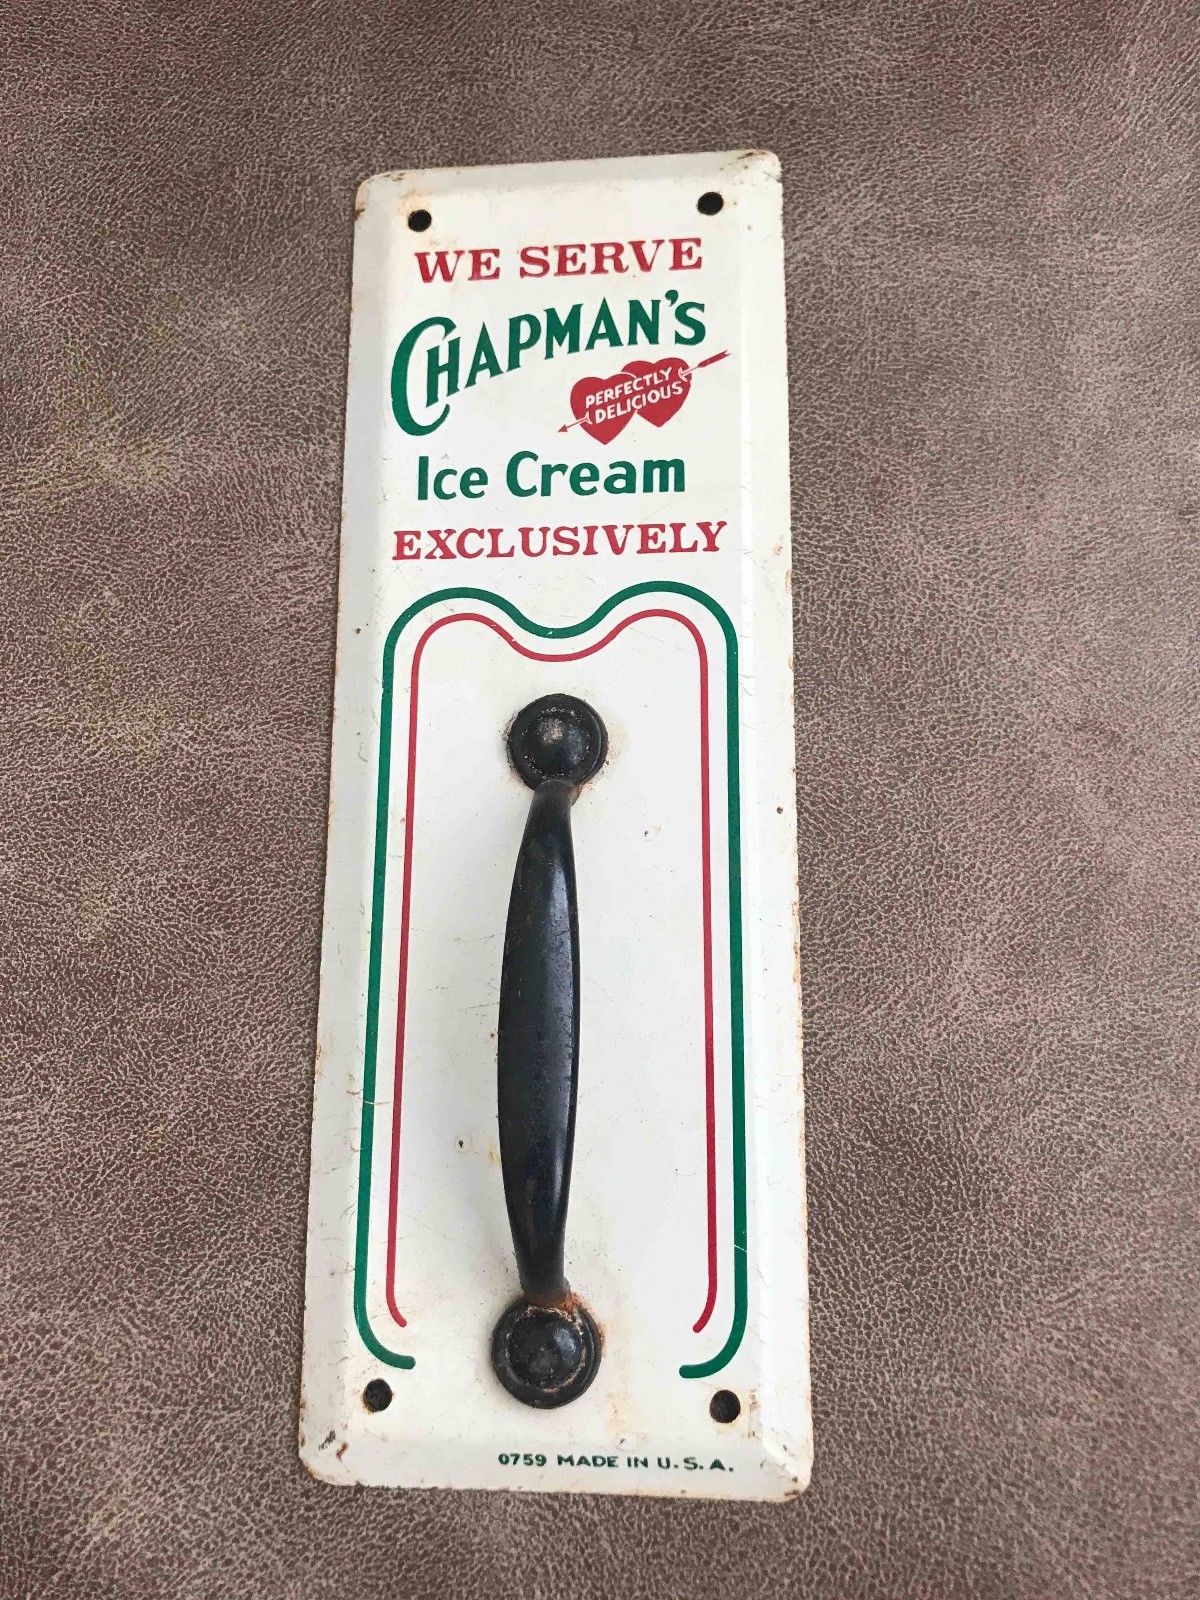 WE SERVE
CHAPMAN'S
PERFECTLY
DELICIOUS
Ice Cream
EXCLUSIVELY
0759 MADE IN U.S.A.